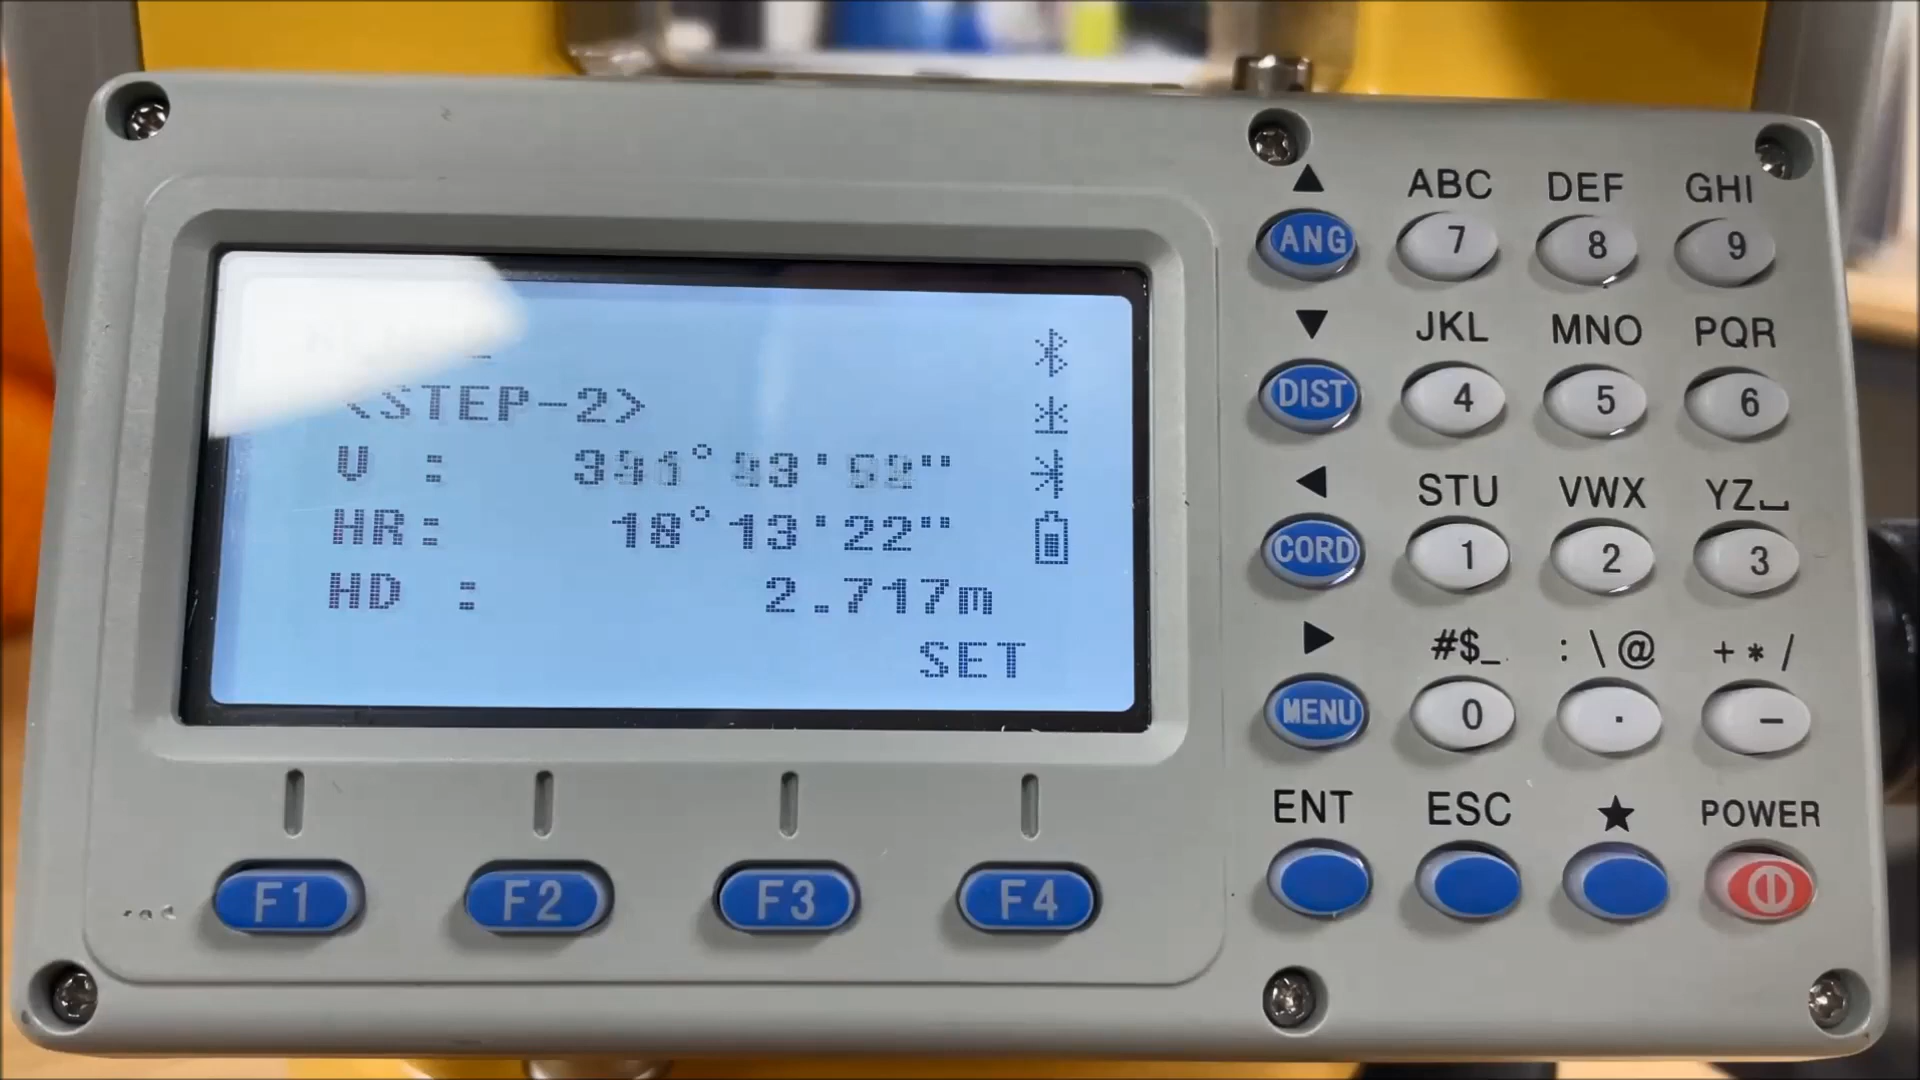 <STEP-2>
V :
HR: 18°13'22"
HD : 2.717m
SET
F1 F2 F3 F4
ABC DEF GHI
ANG 7 8 9
JKL MNO PQR
DIST 4 5 6
STU VWX YZ⎵
CORD 1 2 3
#$_ :\@ +*/
MENU 0 . -
ENT ESC ★ POWER